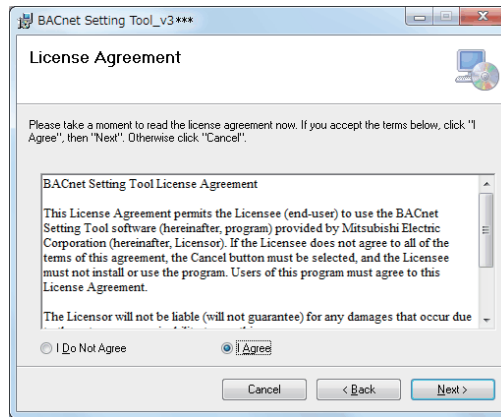 BACnet Setting Tool_v3***
License Agreement
Please take a moment to read the license agreement now. If you accept the terms below, click "I
Agree", then "Next". Otherwise click "Cancel".
BACnet Setting Tool License Agreement
This License Agreement permits the Licensee (end-user) to use the BACnet
Setting Tool software (hereinafter, program) provided by Mitsubishi Electric
Corporation (hereinafter, Licensor). If the Licensee does not agree to all of the
terms of this agreement, the Cancel button must be selected, and the Licensee
must not install or use the program. Users of this program must agree to this
License Agreement.
The Licensor will not be liable (will not guarantee) for any damages that occur due
I Do Not Agree
I Agree
Cancel
< Back
Next >